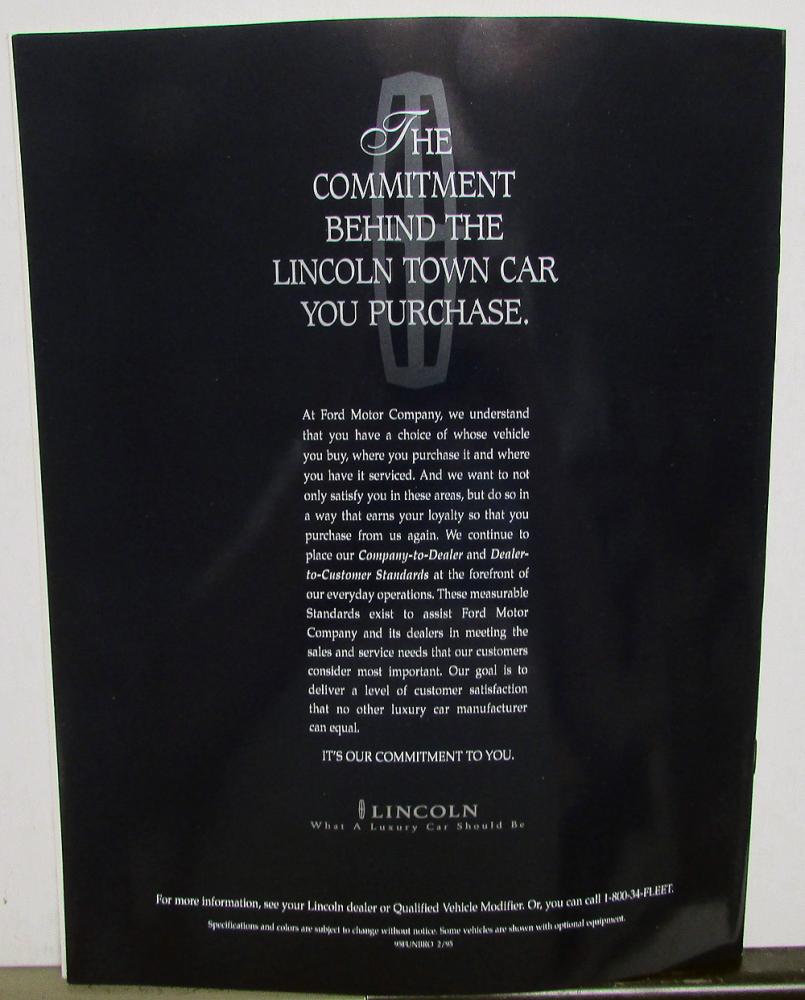 THE
COMMITMENT
BEHIND THE
LINCOLN TOWN CAR
YOU PURCHASE.
At Ford Motor Company, we understand
that you have a choice of whose vehicle
you buy, where you purchase it and where
you have it serviced. And we want to not
only satisfy you in these areas, but do so in
a way that earns your loyalty so that you
purchase from us again. We continue to
place our Company-to-Dealer and Dealer-
to-Customer Standards at the forefront of
our everyday operations. These measurable
Standards exist to assist Ford Motor
Company and its dealers in meeting the
sales and service needs that our customers
consider most important. Our goal is to
deliver a level of customer satisfaction
that no other luxury car manufacturer
can equal.
IT'S OUR COMMITMENT TO YOU.
LINCOLN
What A Luxury Car Should Be
For more information, see your Lincoln dealer or Qualified Vehicle Modifier. Or, you can call 1-800-34-FLEET.
Specifications and colors are subject to change without notice. Some vehicles are shown with optional equipment.
95FUNBRO 2/95